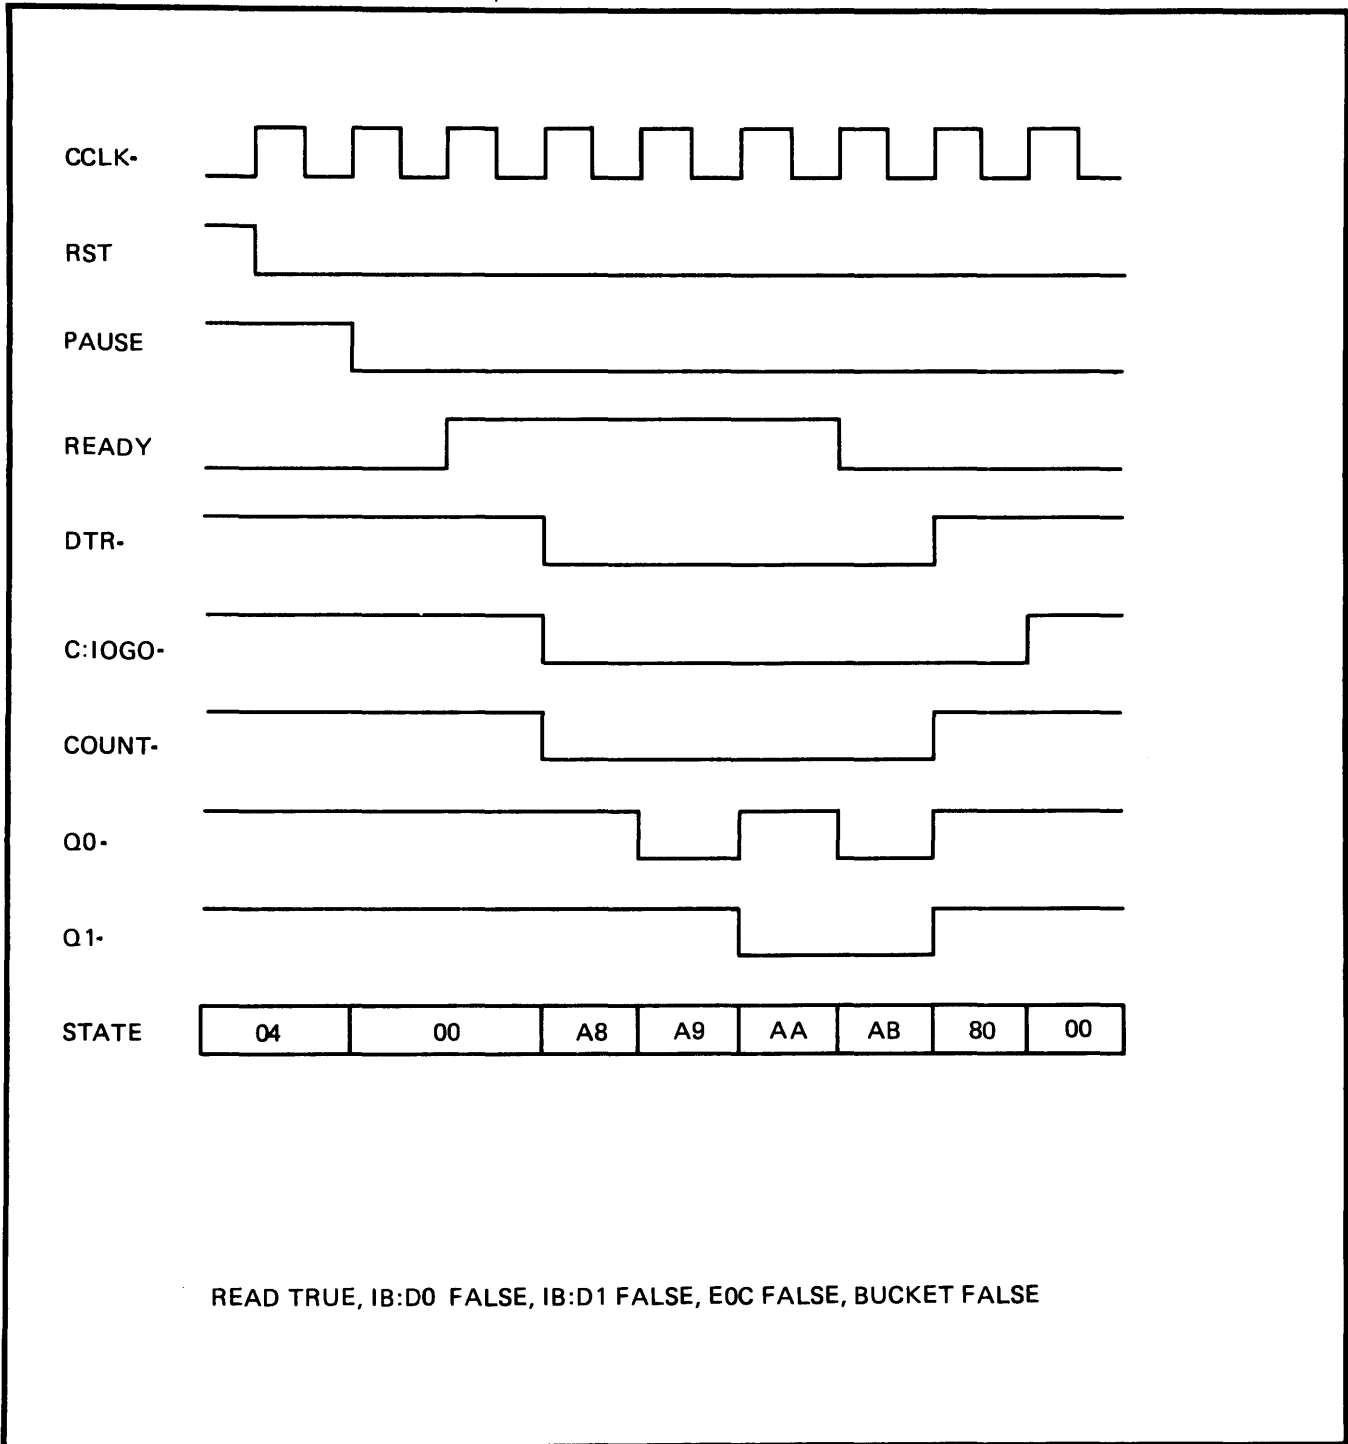 CCLK-
RST
PAUSE
READY
DTR-
C:IOGO-
COUNT-
Q0-
Q1-
STATE 04 00 A8 A9 AA AB 80 00
READ TRUE, IB:D0 FALSE, IB:D1 FALSE, EOC FALSE, BUCKET FALSE